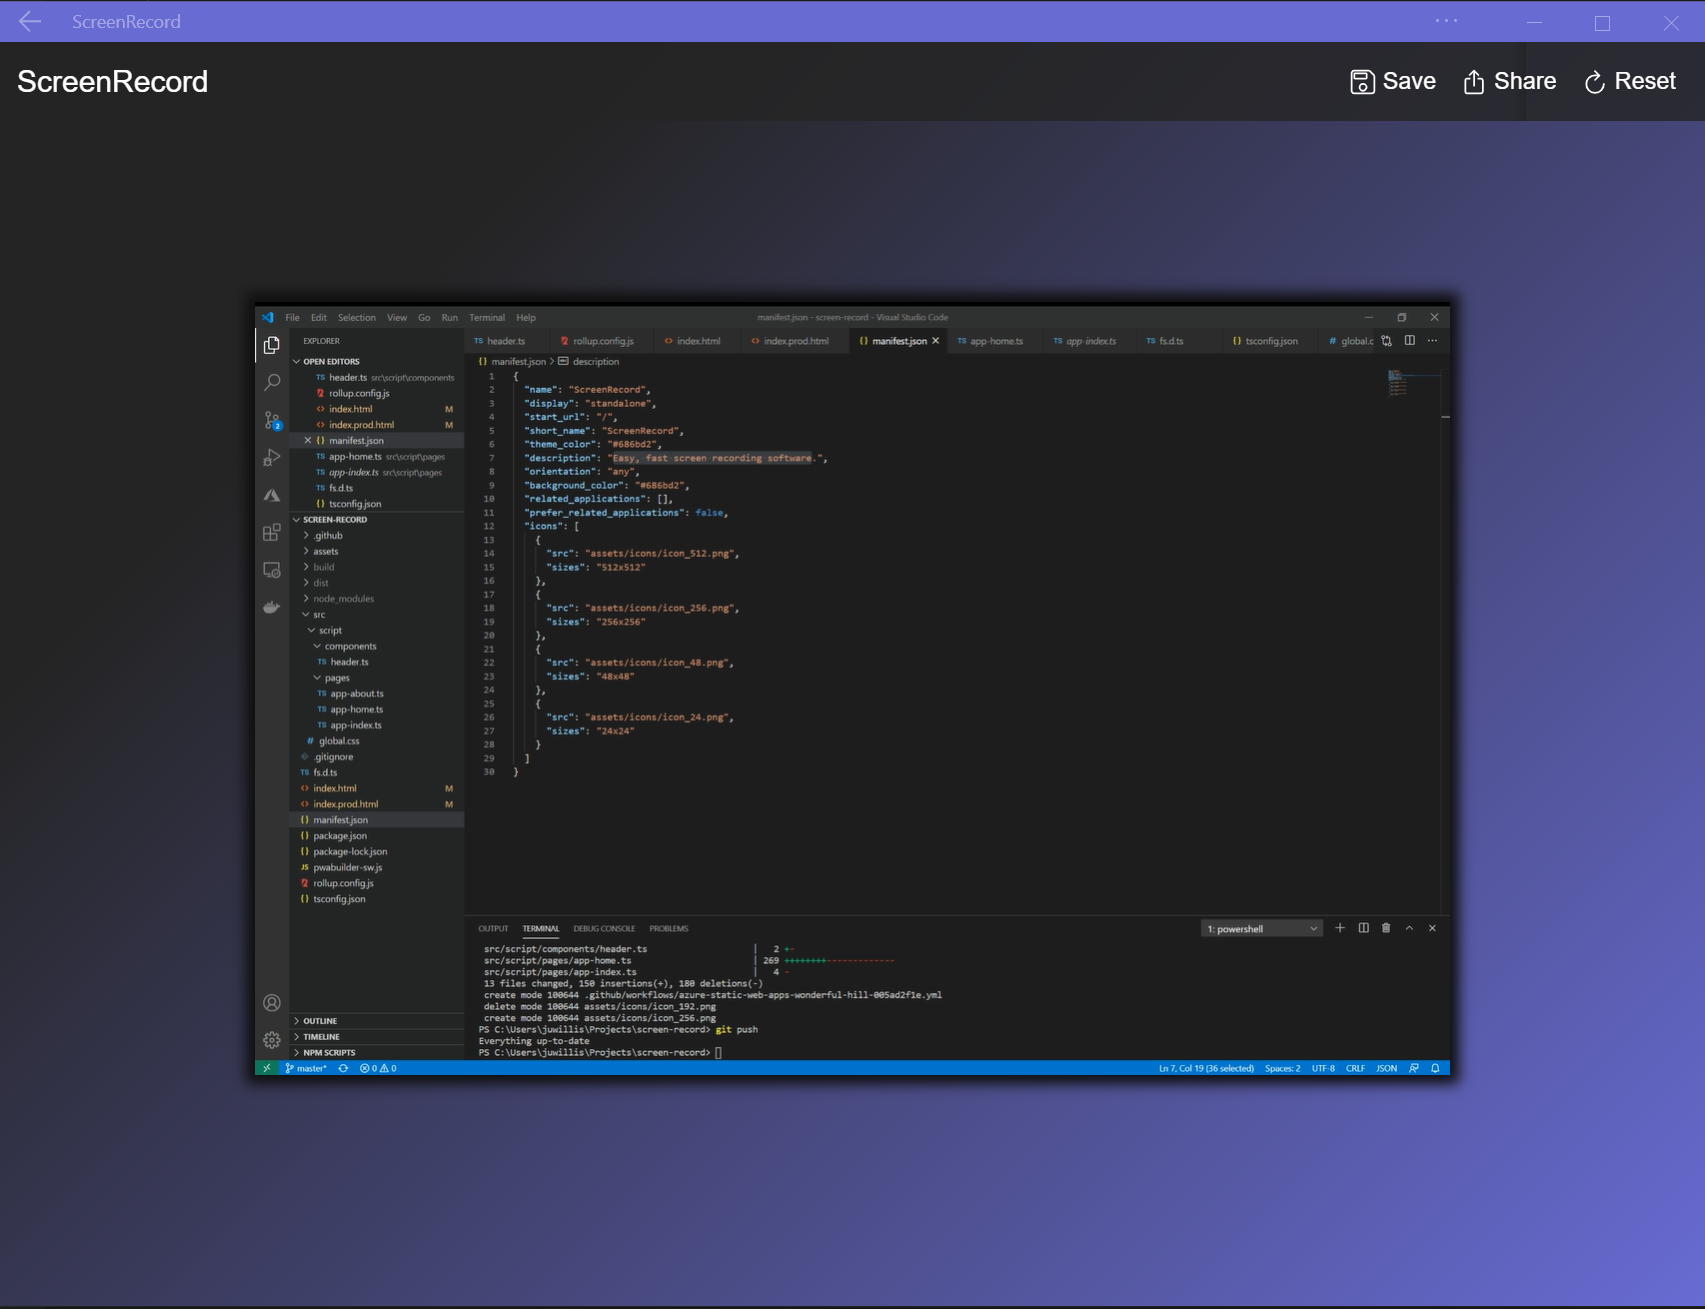 ScreenRecord
ScreenRecord
Save Share Reset
File Edit Selection View Go Run Terminal Help
manifest.json - screen-record - Visual Studio Code
EXPLORER
OPEN EDITORS
TS header.ts src\script\components
rollup.config.js
<> index.html M
<> index.prod.html M
{} manifest.json
TS app-home.ts src\script\pages
TS app-index.ts src\script\pages
TS fs.d.ts
{} tsconfig.json
SCREEN-RECORD
.github
assets
build
dist
node_modules
src
script
components
TS header.ts
pages
TS app-about.ts
TS app-home.ts
TS app-index.ts
# global.css
.gitignore
TS fs.d.ts
<> index.html M
<> index.prod.html M
{} manifest.json
{} package.json
{} package-lock.json
JS pwabuilder-sw.js
rollup.config.js
{} tsconfig.json
OUTLINE
TIMELINE
NPM SCRIPTS
TS header.ts rollup.config.js <> index.html <> index.prod.html {} manifest.json TS app-home.ts TS app-index.ts TS fs.d.ts {} tsconfig.json # global.c
{} manifest.json > description
1 {
2 "name": "ScreenRecord",
3 "display": "standalone",
4 "start_url": "/",
5 "short_name": "ScreenRecord",
6 "theme_color": "#686bd2",
7 "description": "Easy, fast screen recording software.",
8 "orientation": "any",
9 "background_color": "#686bd2",
10 "related_applications": [],
11 "prefer_related_applications": false,
12 "icons": [
13 {
14 "src": "assets/icons/icon_512.png",
15 "sizes": "512x512"
16 },
17 {
18 "src": "assets/icons/icon_256.png",
19 "sizes": "256x256"
20 },
21 {
22 "src": "assets/icons/icon_48.png",
23 "sizes": "48x48"
24 },
25 {
26 "src": "assets/icons/icon_24.png",
27 "sizes": "24x24"
28 }
29 ]
30 }
OUTPUT TERMINAL DEBUG CONSOLE PROBLEMS
1: powershell
src/script/components/header.ts | 2 +-
src/script/pages/app-home.ts | 269 ++++++++-------------
src/script/pages/app-index.ts | 4 -
13 files changed, 150 insertions(+), 180 deletions(-)
create mode 100644 .github/workflows/azure-static-web-apps-wonderful-hill-005ad2f1e.yml
delete mode 100644 assets/icons/icon_192.png
create mode 100644 assets/icons/icon_256.png
PS C:\Users\juwillis\Projects\screen-record> git push
Everything up-to-date
PS C:\Users\juwillis\Projects\screen-record>
2
master* 0 0
Ln 7, Col 19 (36 selected) Spaces: 2 UTF-8 CRLF JSON